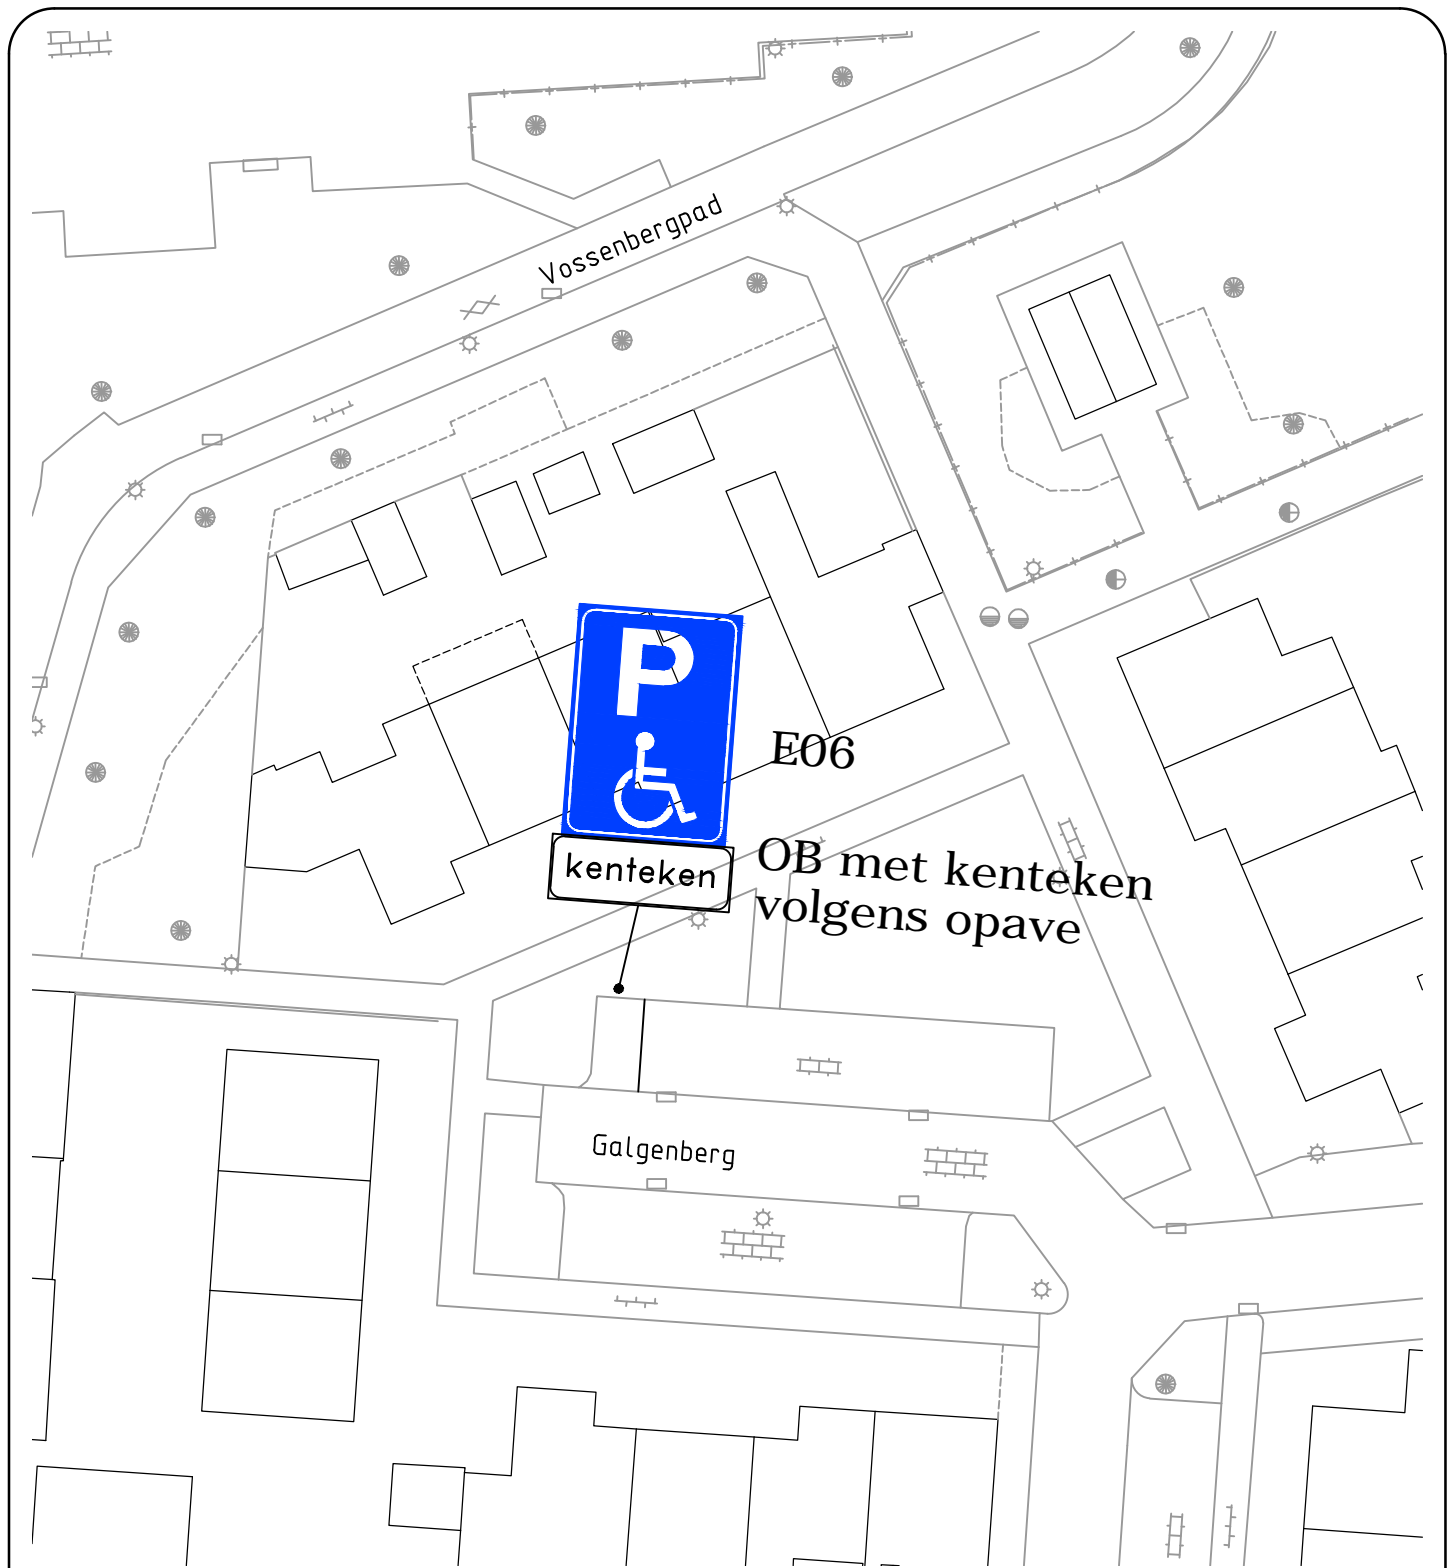 Vossenbergpad
P
E06
kenteken
OB met kenteken
volgens opave
Galgenberg